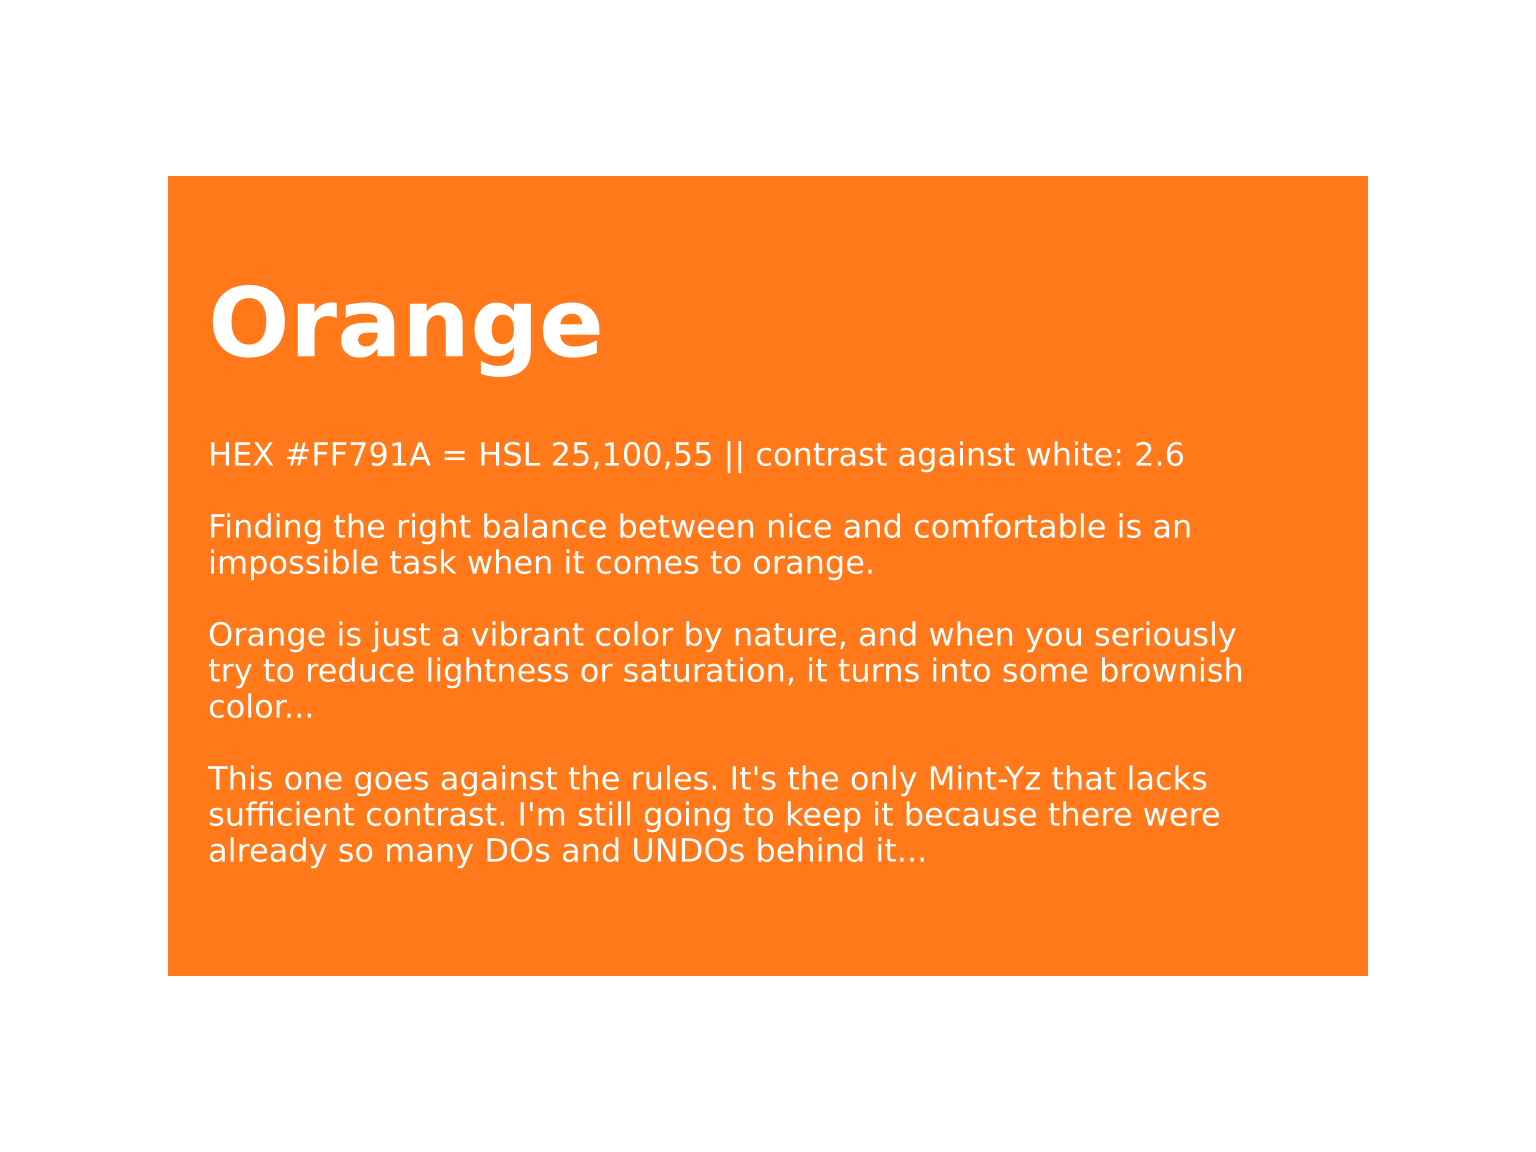 Orange
HEX #FF791A = HSL 25,100,55 || contrast against white: 2.6
Finding the right balance between nice and comfortable is an
impossible task when it comes to orange.
Orange is just a vibrant color by nature, and when you seriously
try to reduce lightness or saturation, it turns into some brownish
color...
This one goes against the rules. It's the only Mint-Yz that lacks
sufficient contrast. I'm still going to keep it because there were
already so many DOs and UNDOs behind it...